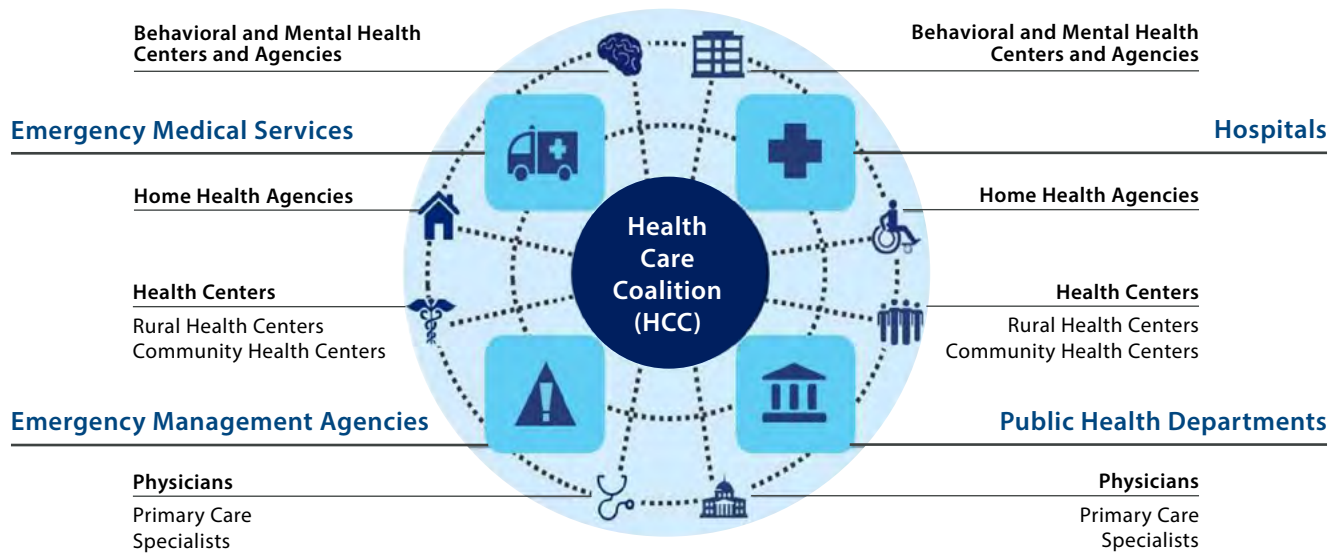 Behavioral and Mental Health
Centers and Agencies
Emergency Medical Services
Home Health Agencies
Health Centers
Rural Health Centers
Community Health Centers
Emergency Management Agencies
Physicians
Primary Care
Specialists
Health
Care
Coalition
(HCC)
Behavioral and Mental Health
Centers and Agencies
Hospitals
Home Health Agencies
Health Centers
Rural Health Centers
Community Health Centers
Public Health Departments
Physicians
Primary Care
Specialists